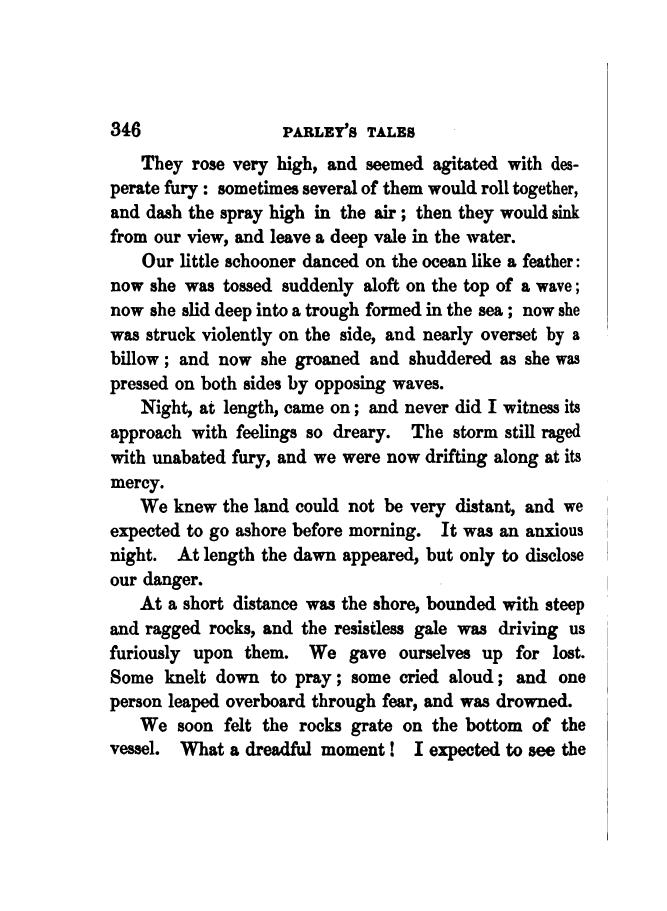 346 PARLEY'S TALES
They rose very high, and seemed agitated with des-
perate fury : sometimes several of them would roll together,
and dash the spray high in the air ; then they would sink
from our view, and leave a deep vale in the water.
Our little schooner danced on the ocean like a feather :
now she was tossed suddenly aloft on the top of a wave ;
now she slid deep into a trough formed in the sea ; now she
was struck violently on the side, and nearly overset by a
billow ; and now she groaned and shuddered as she was
pressed on both sides by opposing waves.
Night, at length, came on ; and never did I witness its
approach with feelings so dreary. The storm still raged
with unabated fury, and we were now drifting along at its
mercy.
We knew the land could not be very distant, and we
expected to go ashore before morning. It was an anxious
night. At length the dawn appeared, but only to disclose
our danger.
At a short distance was the shore, bounded with steep
and ragged rocks, and the resistless gale was driving us
furiously upon them. We gave ourselves up for lost.
Some knelt down to pray ; some cried aloud ; and one
person leaped overboard through fear, and was drowned.
We soon felt the rocks grate on the bottom of the
vessel. What a dreadful moment ! I expected to see the